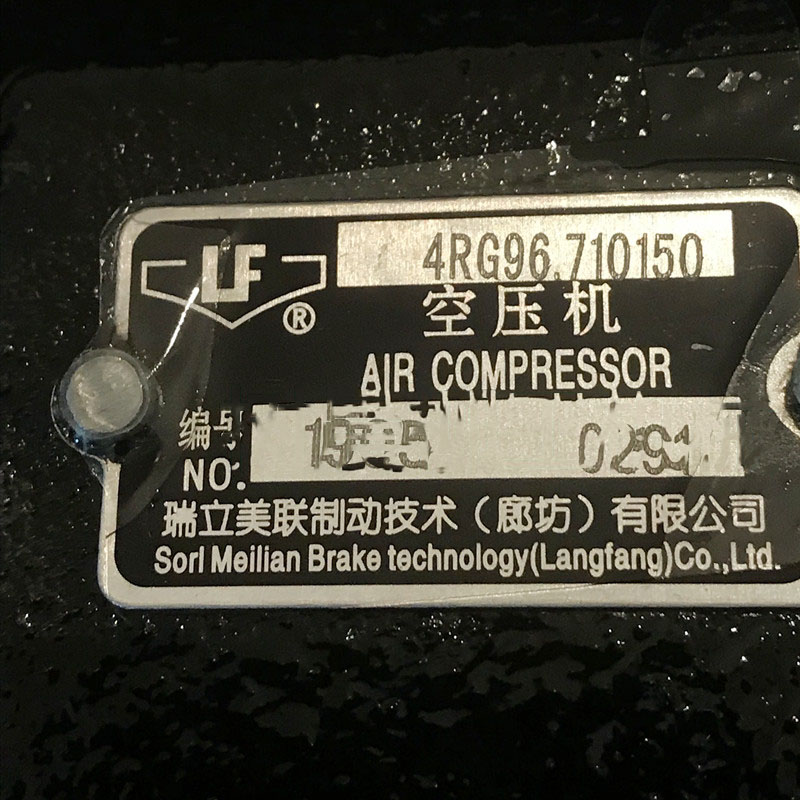 LF
®
4RG96.710150
空压机
AIR COMPRESSOR
编号
NO:
瑞立美联制动技术（廊坊）有限公司
Sorl Meilian Brake technology(Langfang)Co.,Ltd.